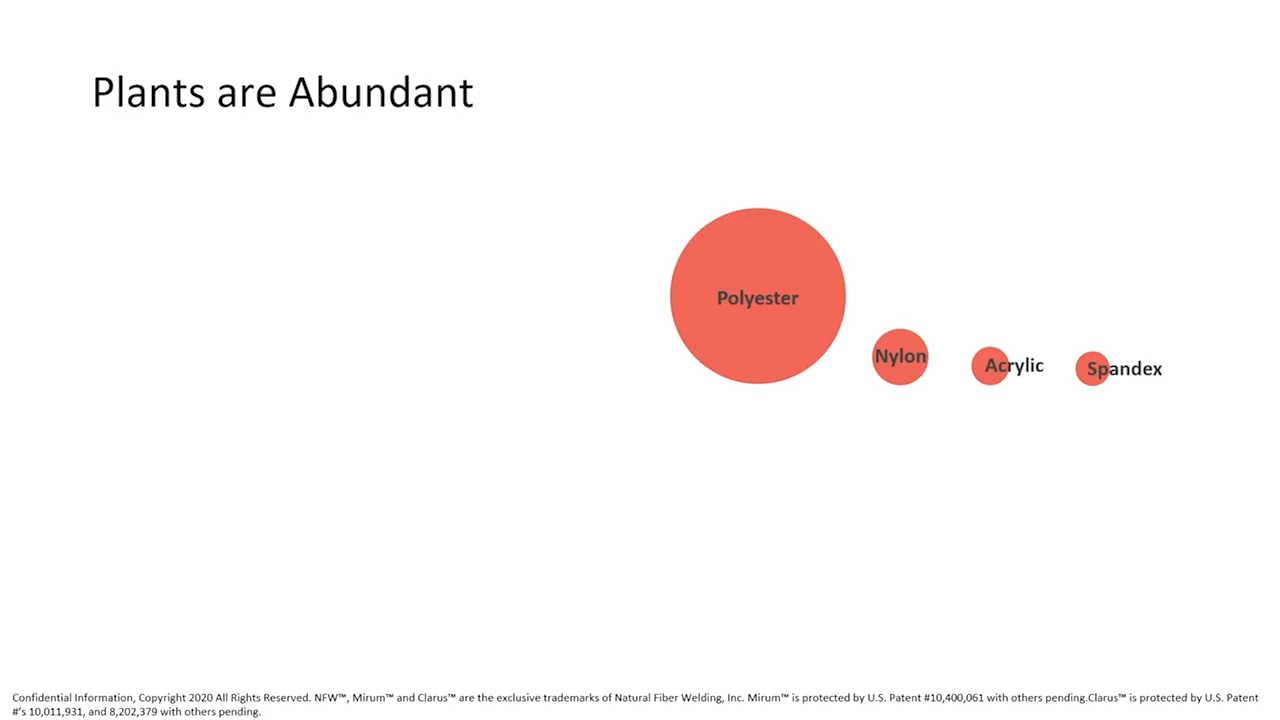 Plants are Abundant
Polyester
Nylon
Acrylic
Spandex
Confidential Information, Copyright 2020 All Rights Reserved. NFW™, Mirum™ and Clarus™ are the exclusive trademarks of Natural Fiber Welding, Inc. Mirum™ is protected by U.S. Patent #10,400,061 with others pending.Clarus™ is protected by U.S. Patent
#'s 10,011,931, and 8,202,379 with others pending.